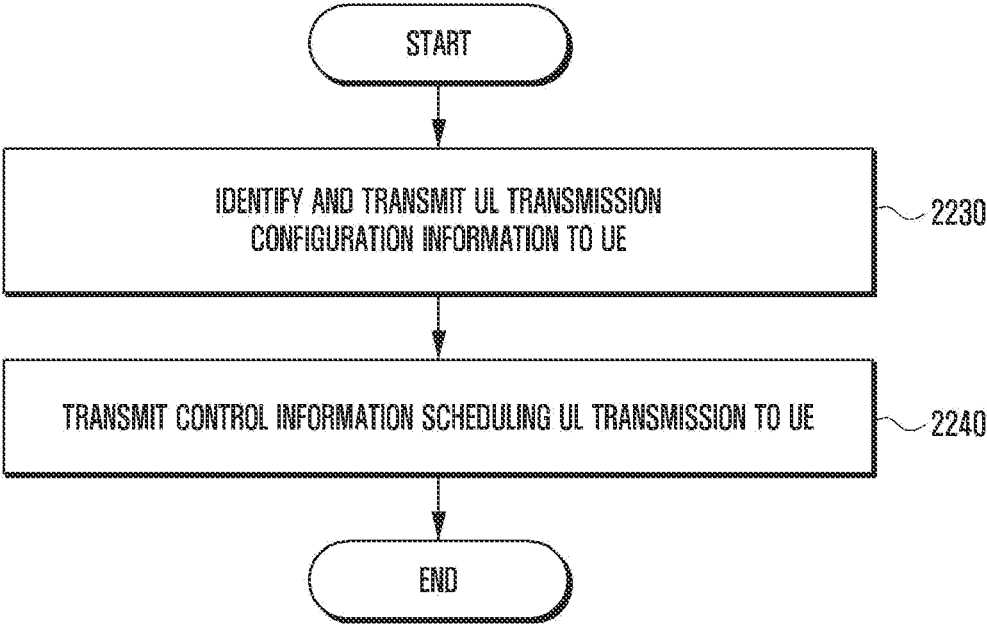 START
IDENTIFY AND TRANSMIT UL TRANSMISSION
CONFIGURATION INFORMATION TO UE
2230
TRANSMIT CONTROL INFORMATION SCHEDULING UL TRANSMISSION TO UE
2240
END